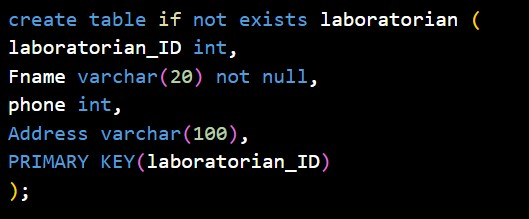 create table if not exists laboratorian (
laboratorian_ID int,
Fname varchar(20) not null,
phone int,
Address varchar(100),
PRIMARY KEY(laboratorian_ID)
);